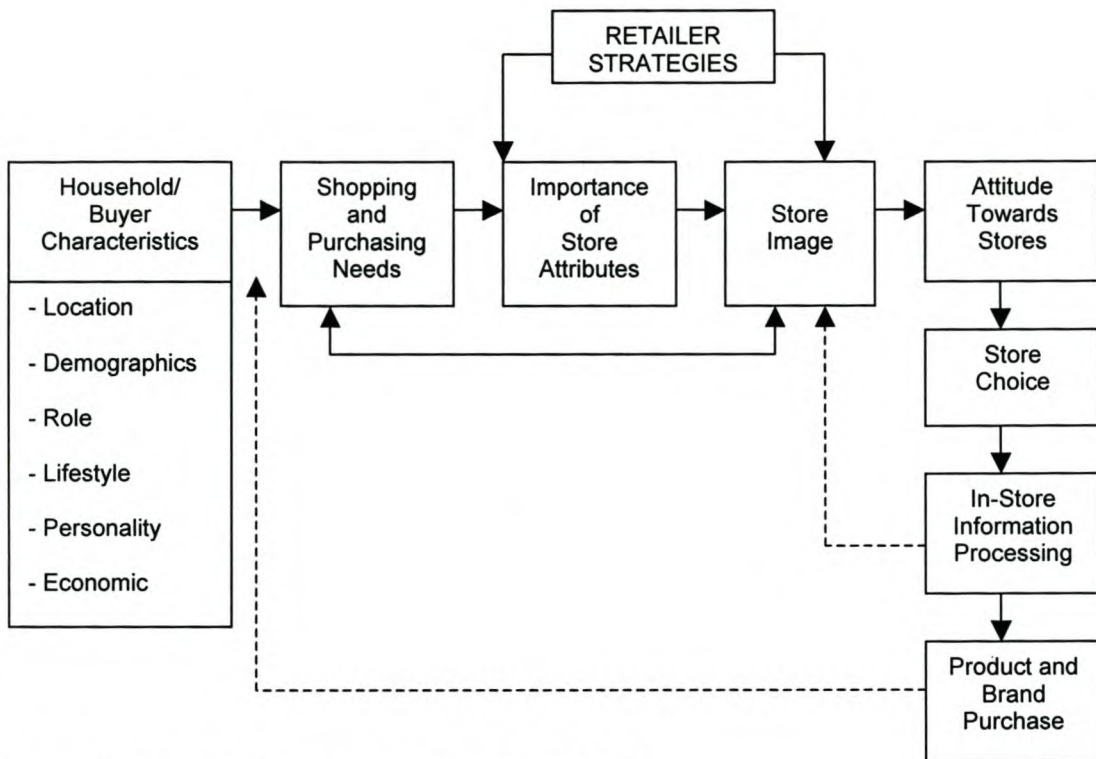 RETAILER
STRATEGIES
Household/
Buyer
Characteristics
- Location
- Demographics
- Role
- Lifestyle
- Personality
- Economic
Shopping
and
Purchasing
Needs
Importance
of
Store
Attributes
Store
Image
Attitude
Towards
Stores
Store
Choice
In-Store
Information
Processing
Product and
Brand
Purchase